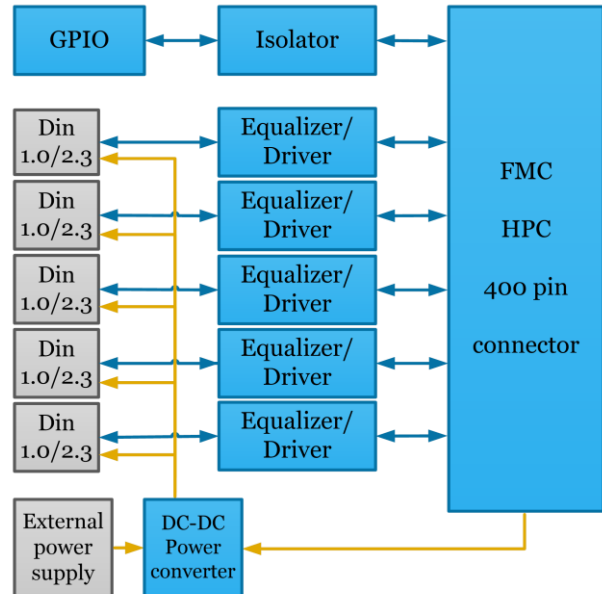 GPIO
Isolator
Din
1.0/2.3
Equalizer/
Driver
Din
1.0/2.3
Equalizer/
Driver
Din
1.0/2.3
Equalizer/
Driver
Din
1.0/2.3
Equalizer/
Driver
Din
1.0/2.3
Equalizer/
Driver
FMC
HPC
400 pin
connector
External
power
supply
DC-DC
Power
converter